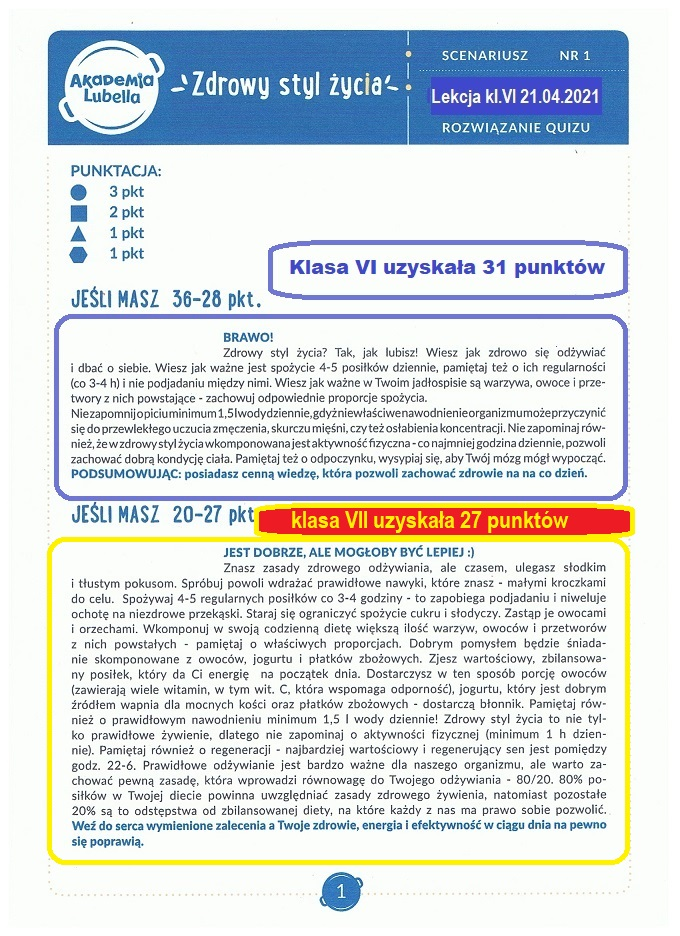 Akademia
Lubella
Zdrowy styl życia
SCENARIUSZ NR 1
Lekcja kl.VI 21.04.2021
ROZWIĄZANIE QUIZU
PUNKTACJA:
3 pkt
2 pkt
1 pkt
1 pkt
Klasa VI uzyskała 31 punktów
JEŚLI MASZ 36-28 pkt.
BRAWO!
Zdrowy styl życia? Tak, jak lubisz! Wiesz jak zdrowo się odżywiać
i dbać o siebie. Wiesz jak ważne jest spożycie 4-5 posiłków dziennie, pamiętaj też o ich regularności
(co 3-4 h) i nie podjadaniu między nimi. Wiesz jak ważne w Twoim jadłospisie są warzywa, owoce i prze-
twory z nich powstające - zachowuj odpowiednie proporcje spożycia.
Nie zapomnij o piciu minimum 1,5 l wody dziennie, gdyż niewłaściwe nawodnienie organizmu może przyczynić
się do przewlekłego uczucia zmęczenia, skurczu mięśni, czy też osłabienia koncentracji. Nie zapominaj rów-
nież, że w zdrowy styl życia wkomponowana jest aktywność fizyczna - co najmniej godzina dziennie, pozwoli
zachować dobrą kondycję ciała. Pamiętaj też o odpoczynku, wysypiaj się, aby Twój mózg mógł wypocząć.
PODSUMOWUJĄC: posiadasz cenną wiedzę, która pozwoli zachować zdrowie na na co dzień.
JEŚLI MASZ 20-27 pkt
klasa VII uzyskała 27 punktów
JEST DOBRZE, ALE MOGŁOBY BYĆ LEPIEJ :)
Znasz zasady zdrowego odżywiania, ale czasem, ulegasz słodkim
i tłustym pokusom. Spróbuj powoli wdrażać prawidłowe nawyki, które znasz - małymi kroczkami
do celu. Spożywaj 4-5 regularnych posiłków co 3-4 godziny - to zapobiega podjadaniu i niweluje
ochotę na niezdrowe przekąski. Staraj się ograniczyć spożycie cukru i słodyczy. Zastąp je owocami
i orzechami. Wkomponuj w swoją codzienną dietę większą ilość warzyw, owoców i przetworów
z nich powstałych - pamiętaj o właściwych proporcjach. Dobrym pomysłem będzie śniada-
nie skomponowane z owoców, jogurtu i płatków zbożowych. Zjesz wartościowy, zbilansowa-
ny posiłek, który da Ci energię na początek dnia. Dostarczysz w ten sposób porcję owoców
(zawierają wiele witamin, w tym wit. C, która wspomaga odporność), jogurtu, który jest dobrym
źródłem wapnia dla mocnych kości oraz płatków zbożowych - dostarczą błonnik. Pamiętaj rów-
nież o prawidłowym nawodnieniu minimum 1,5 l wody dziennie! Zdrowy styl życia to nie tyl-
ko prawidłowe żywienie, dlatego nie zapominaj o aktywności fizycznej (minimum 1 h dzien-
nie). Pamiętaj również o regeneracji - najbardziej wartościowy i regenerujący sen jest pomiędzy
godz. 22-6. Prawidłowe odżywianie jest bardzo ważne dla naszego organizmu, ale warto za-
chować pewną zasadę, która wprowadzi równowagę do Twojego odżywiania - 80/20. 80% po-
siłków w Twojej diecie powinna uwzględniać zasady zdrowego żywienia, natomiast pozostałe
20% są to odstępstwa od zbilansowanej diety, na które każdy z nas ma prawo sobie pozwolić.
Weź do serca wymienione zalecenia a Twoje zdrowie, energia i efektywność w ciągu dnia na pewno
się poprawią.
1